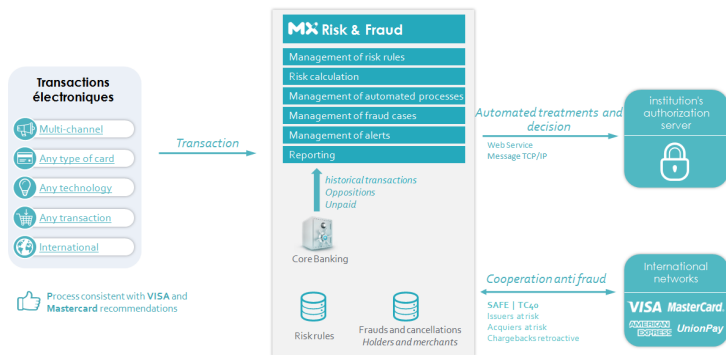 Transactions
électroniques
Multi-channel
Any type of card
Any technology
Any transaction
International
Process consistent with VISA and
Mastercard recommendations
Transaction
MX Risk & Fraud
Management of risk rules
Risk calculation
Management of automated processes
Management of fraud cases
Management of alerts
Reporting
historical transactions
Oppositions
Unpaid
Core Banking
Risk rules
Frauds and cancellations
Holders and merchants
Automated treatments and
decision
Web Service
Message TCP/IP
institution's
authorization
server
Cooperation anti fraud
SAFE | TC40
Issuers at risk
Acquiers at risk
Chargebacks retroactive
International
networks
VISA MasterCard.
AMERICAN
EXPRESS
UnionPay